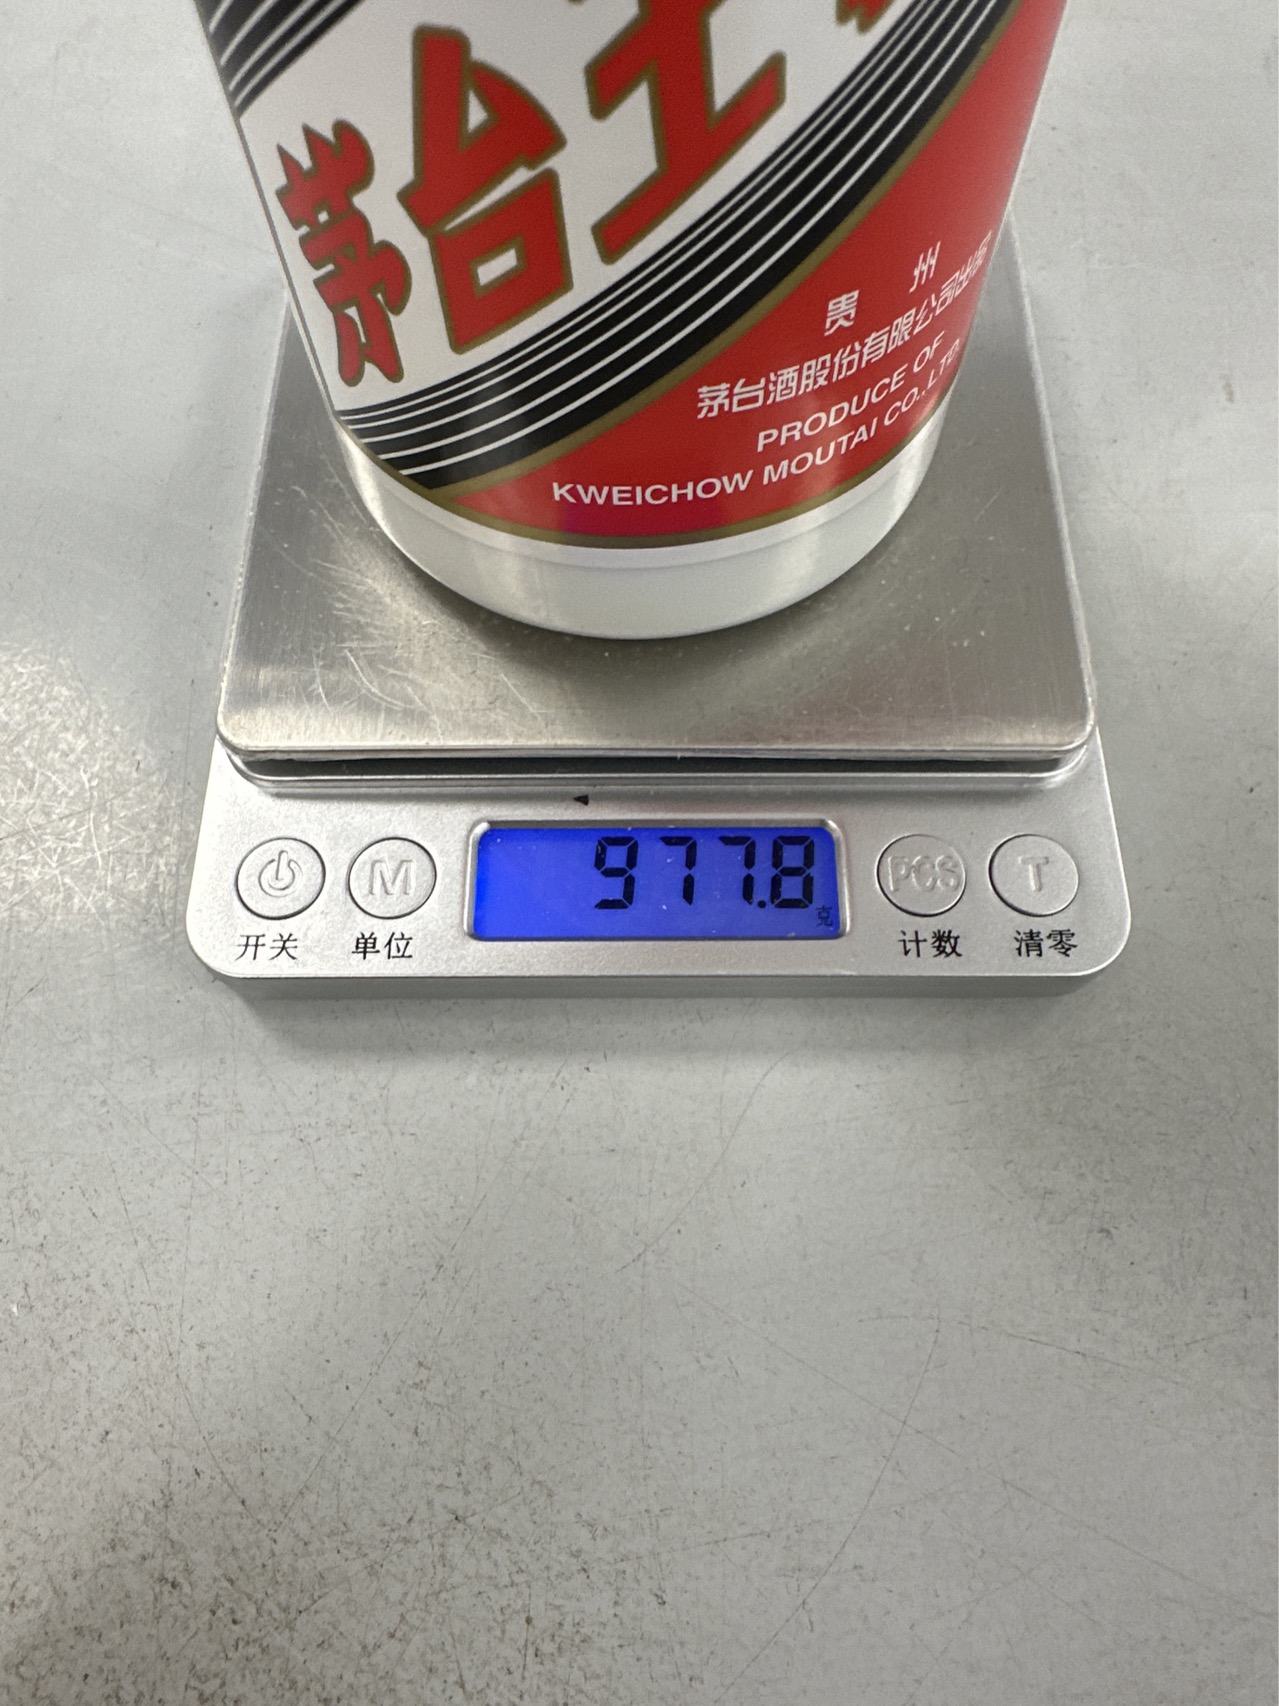 茅台王
贵州
茅台酒股份有限公司出品
PRODUCE OF
KWEICHOW MOUTAI CO.,LTD.
977.8
克
M
PCS
T
开关
单位
计数
清零